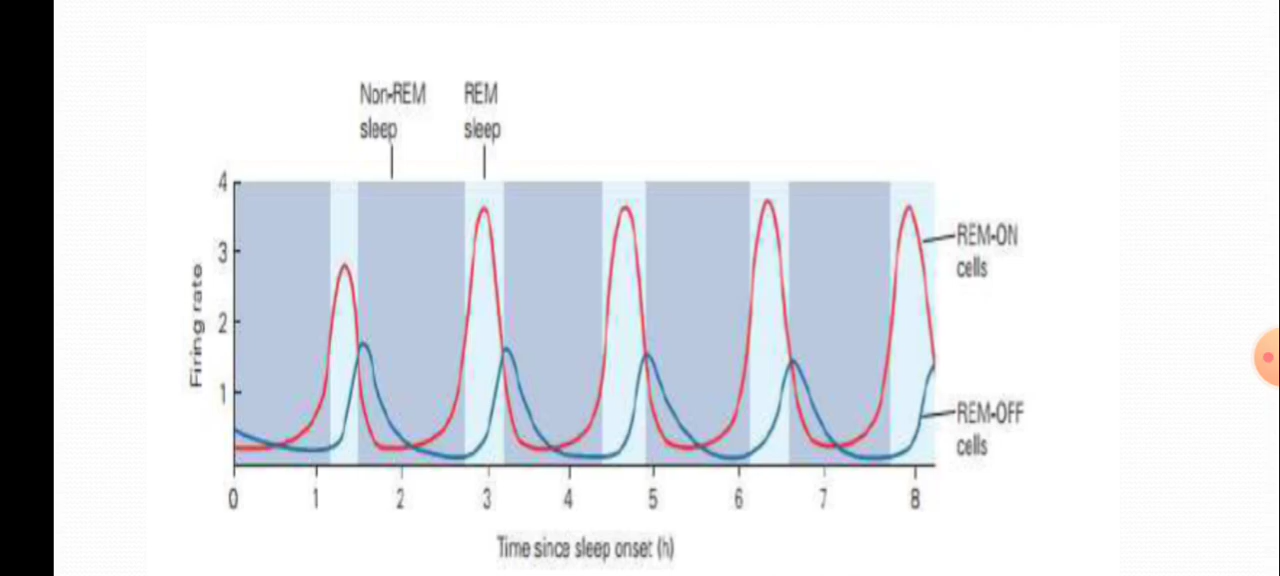 Non-REM
sleep
REM
sleep
4
3
2
1
Firing rate
REM-ON
cells
REM-OFF
cells
0 1 2 3 4 5 6 7 8
Time since sleep onset (h)